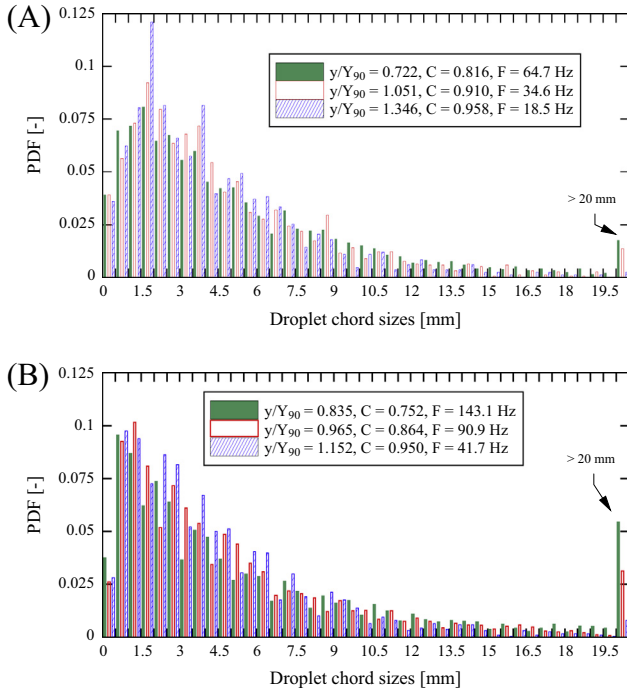 (A)
0.125
0.1
0.075
0.05
0.025
0
PDF [-]
y/Y90 = 0.722, C = 0.816, F = 64.7 Hz
y/Y90 = 1.051, C = 0.910, F = 34.6 Hz
y/Y90 = 1.346, C = 0.958, F = 18.5 Hz
> 20 mm
0 1.5 3 4.5 6 7.5 9 10.5 12 13.5 15 16.5 18 19.5
Droplet chord sizes [mm]
(B)
0.125
0.1
0.075
0.05
0.025
0
PDF [-]
y/Y90 = 0.835, C = 0.752, F = 143.1 Hz
y/Y90 = 0.965, C = 0.864, F = 90.9 Hz
y/Y90 = 1.152, C = 0.950, F = 41.7 Hz
> 20 mm
0 1.5 3 4.5 6 7.5 9 10.5 12 13.5 15 16.5 18 19.5
Droplet chord sizes [mm]